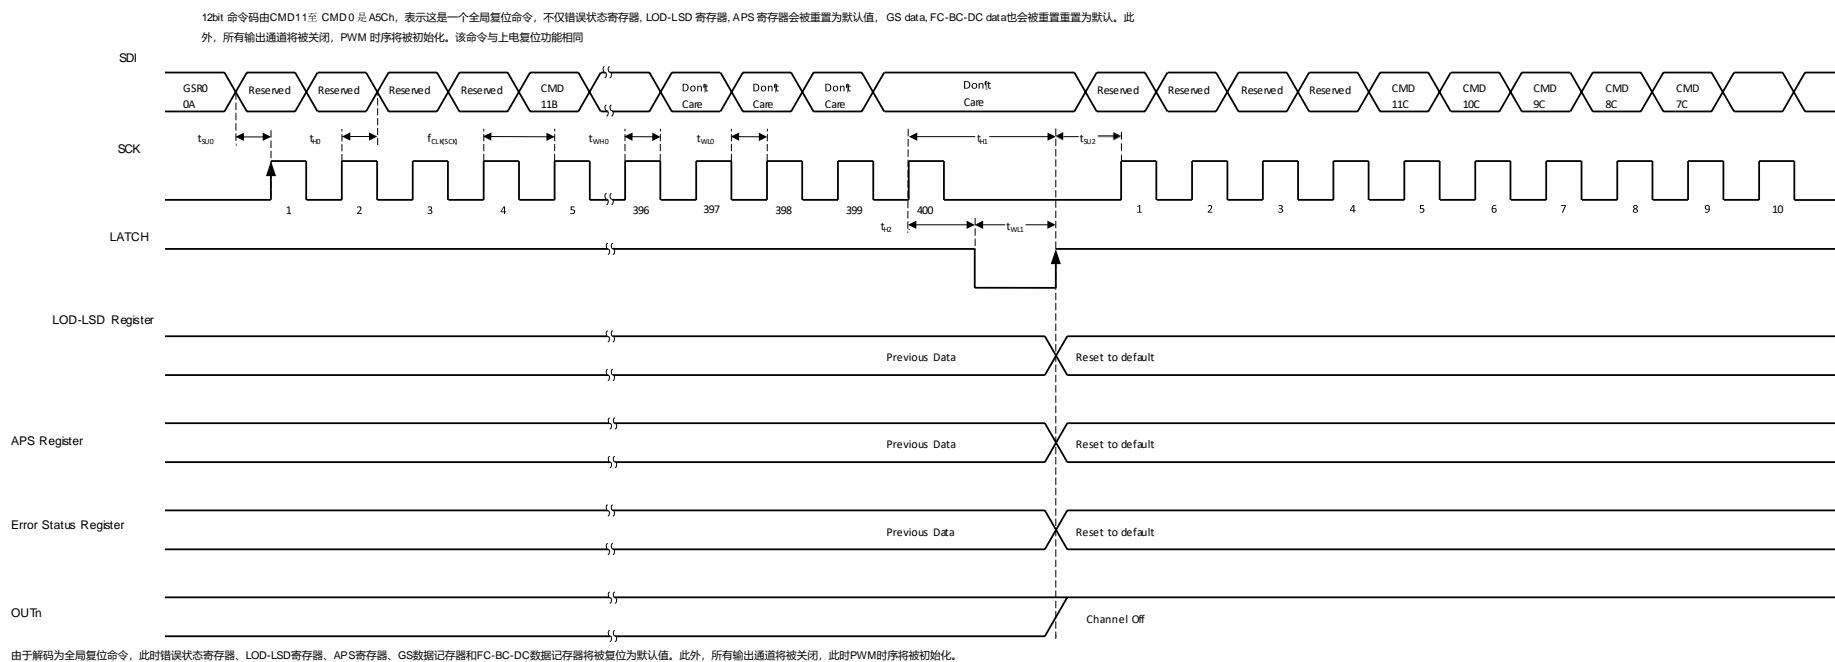 12bit 命令码由CMD11至 CMD0 是 A5Ch，表示这是一个全局复位命令，不仅错误状态寄存器, LOD-LSD 寄存器, APS 寄存器会被重置为默认值， GS data, FC-BC-DC data也会被重置重置为默认。此
外，所有输出通道将被关闭，PWM 时序将被初始化。该命令与上电复位功能相同
SDI
GSR0 0A
Reserved
Reserved
Reserved
Reserved
CMD 11B
Don't Care
Don't Care
Don't Care
Don't Care
Reserved
Reserved
Reserved
Reserved
CMD 11C
CMD 10C
CMD 9C
CMD 8C
CMD 7C
tSU0
tH0
fCLK(SCK)
tWH0
tWL0
tH1
tSU2
SCK
1
2
3
4
5
396
397
398
399
400
1
2
3
4
5
6
7
8
9
10
tH2
tWL1
LATCH
LOD-LSD Register
Previous Data
Reset to default
APS Register
Previous Data
Reset to default
Error Status Register
Previous Data
Reset to default
OUTn
Channel Off
由于解码为全局复位命令，此时错误状态寄存器、LOD-LSD寄存器、APS寄存器、GS数据记存器和FC-BC-DC数据记存器将被复位为默认值。此外，所有输出通道将被关闭，此时PWM时序将被初始化。